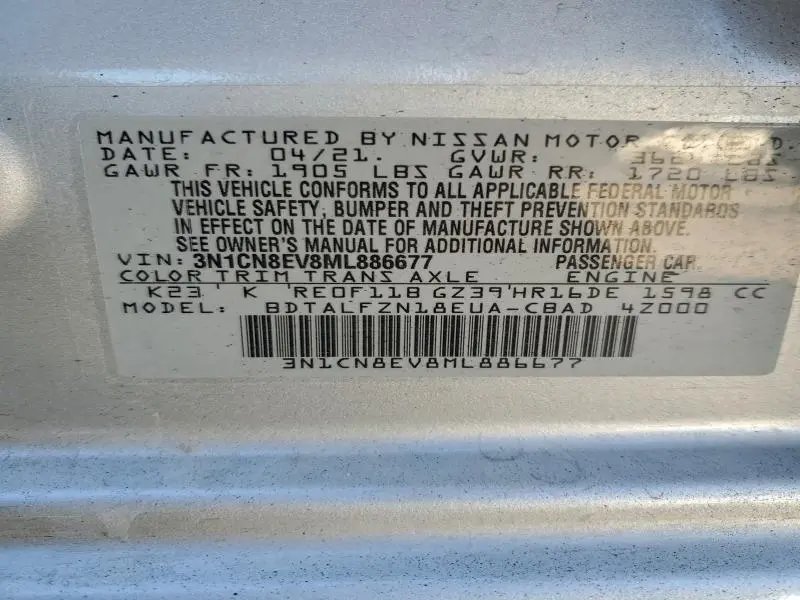 MANUFACTURED BY NISSAN MOTOR CO., LTD.
DATE: 04/21. GVWR: LBS
GAWR FR: 1905 LBS GAWR RR: 1720 LBS
THIS VEHICLE CONFORMS TO ALL APPLICABLE FEDERAL MOTOR
VEHICLE SAFETY, BUMPER AND THEFT PREVENTION STANDARDS
IN EFFECT ON THE DATE OF MANUFACTURE SHOWN ABOVE.
SEE OWNER'S MANUAL FOR ADDITIONAL INFORMATION.
VIN: 3N1CN8EV8ML886677 PASSENGER CAR
COLOR TRIM TRANS AXLE ENGINE
K23 ' K 'RE0F11B GZ39'HR16DE 1598 CC
MODEL: BDTALFZN18EUA-CBAD 4Z000
3N1CN8EV8ML886677